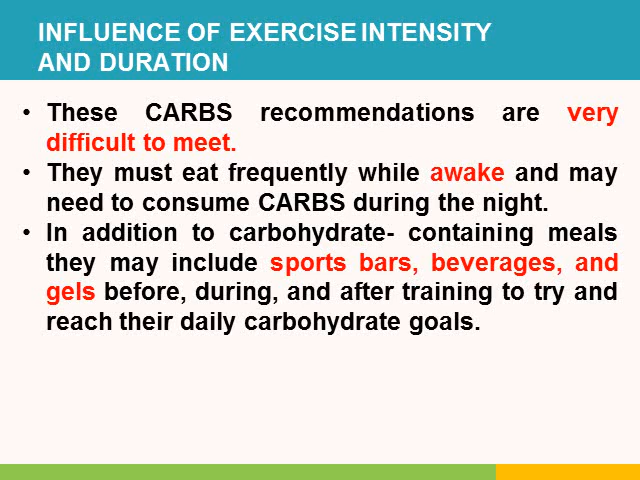 INFLUENCE OF EXERCISE INTENSITY
AND DURATION
• These CARBS recommendations are very
difficult to meet.
• They must eat frequently while awake and may
need to consume CARBS during the night.
• In addition to carbohydrate- containing meals
they may include sports bars, beverages, and
gels before, during, and after training to try and
reach their daily carbohydrate goals.